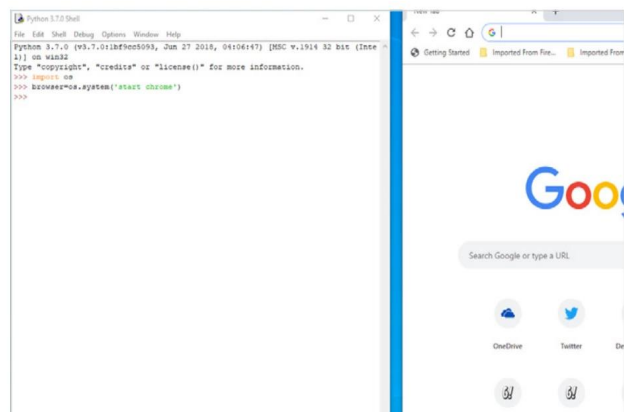 Python 3.7.0 Shell
File Edit Shell Debug Options Window Help
Python 3.7.0 (v3.7.0:1bf9cc5093, Jun 27 2018, 04:06:47) [MSC v.1914 32 bit (Inte
l)] on win32
Type "copyright", "credits" or "license()" for more information.
>>> import os
>>> browser=os.system('start chrome')
>>>
New Tab
G
Getting Started Imported From Fire... Imported From
Goog
Search Google or type a URL
OneDrive Twitter De